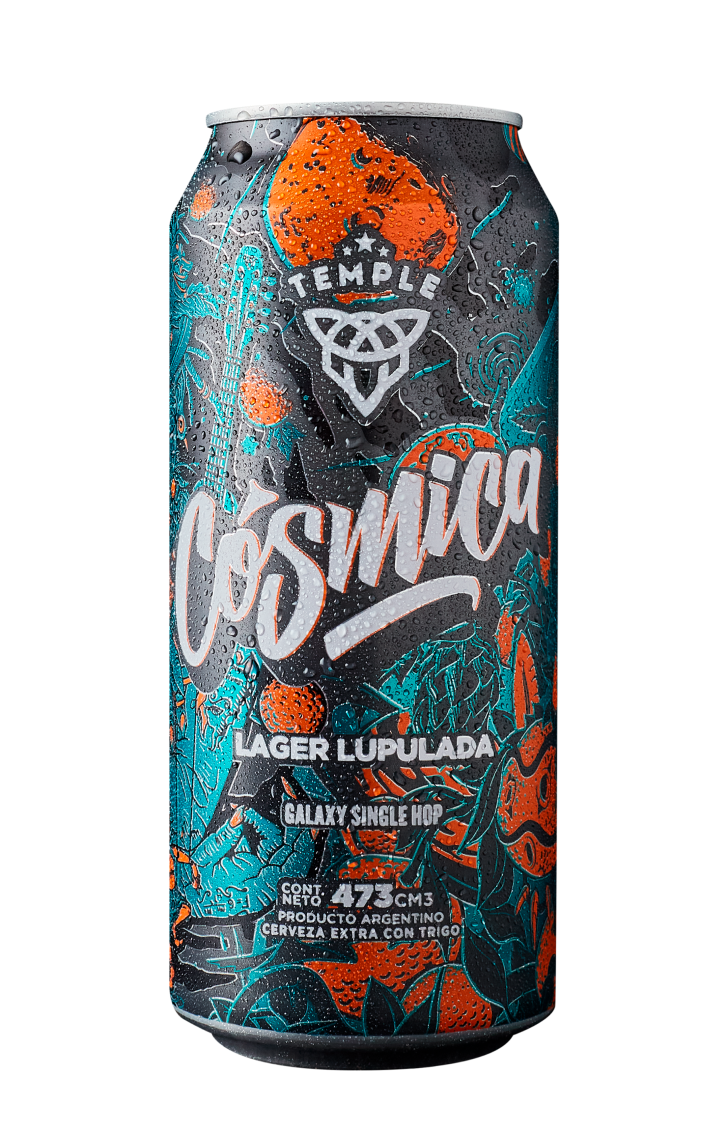 TEMPLE
Cósmica
LAGER LUPULADA
GALAXY SINGLE HOP
CONT. NETO 473CM3
PRODUCTO ARGENTINO
CERVEZA EXTRA CON TRIGO